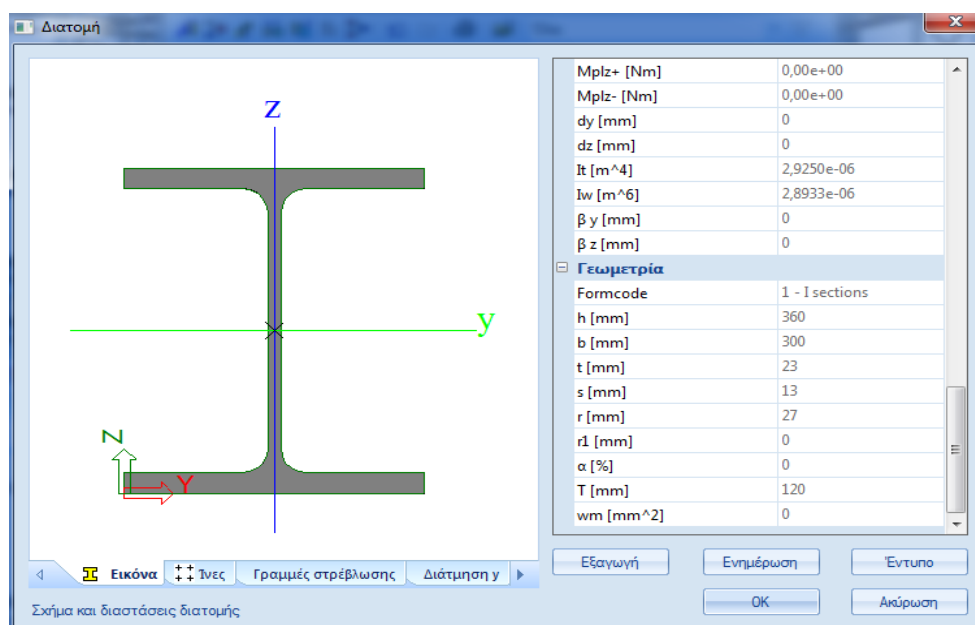 Διατομή
z
y
N
Y
Εικόνα Ίνες Γραμμές στρέβλωσης Διάτμηση y
Σχήμα και διαστάσεις διατομής
Mplz+ [Nm] 0,00e+00
Mplz- [Nm] 0,00e+00
dy [mm] 0
dz [mm] 0
It [m^4] 2,9250e-06
Iw [m^6] 2,8933e-06
β y [mm] 0
β z [mm] 0
Γεωμετρία
Formcode 1 - I sections
h [mm] 360
b [mm] 300
t [mm] 23
s [mm] 13
r [mm] 27
r1 [mm] 0
α [%] 0
T [mm] 120
wm [mm^2] 0
Εξαγωγή Ενημέρωση Έντυπο
OK Ακύρωση